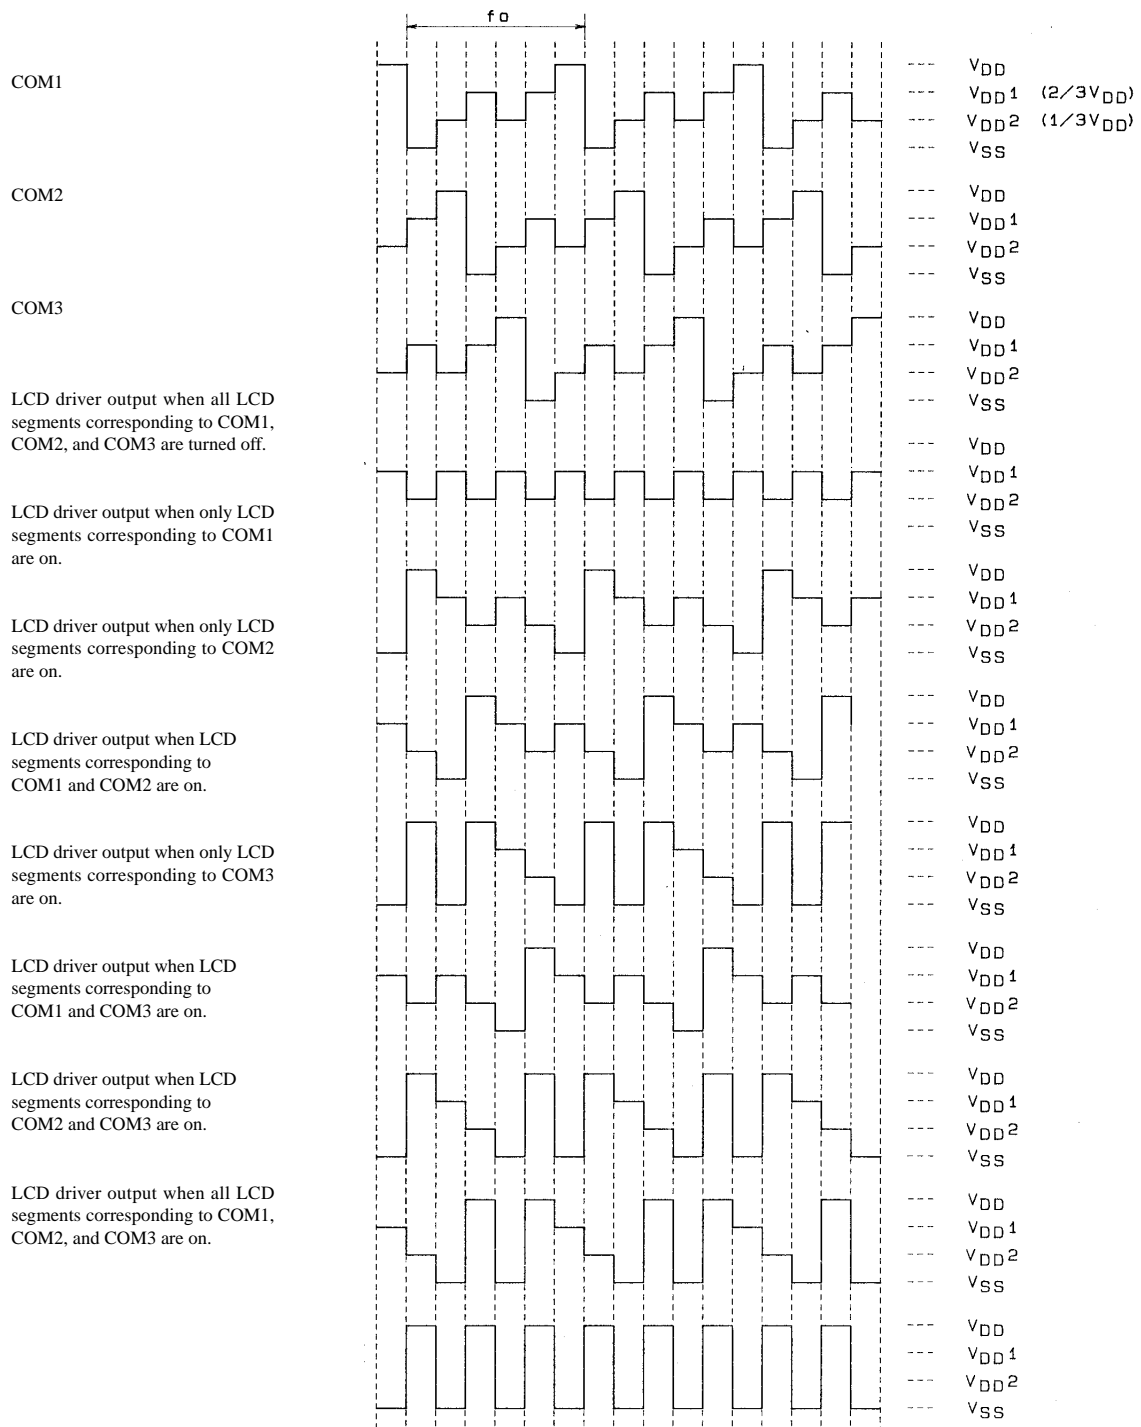 fo
COM1
VDD
VDD1 (2/3VDD)
VDD2 (1/3VDD)
VSS
COM2
VDD
VDD1
VDD2
VSS
COM3
VDD
VDD1
VDD2
VSS
LCD driver output when all LCD
segments corresponding to COM1,
COM2, and COM3 are turned off.
VDD
VDD1
VDD2
VSS
LCD driver output when only LCD
segments corresponding to COM1
are on.
VDD
VDD1
VDD2
VSS
LCD driver output when only LCD
segments corresponding to COM2
are on.
VDD
VDD1
VDD2
VSS
LCD driver output when LCD
segments corresponding to
COM1 and COM2 are on.
VDD
VDD1
VDD2
VSS
LCD driver output when only LCD
segments corresponding to COM3
are on.
VDD
VDD1
VDD2
VSS
LCD driver output when LCD
segments corresponding to
COM1 and COM3 are on.
VDD
VDD1
VDD2
VSS
LCD driver output when LCD
segments corresponding to
COM2 and COM3 are on.
VDD
VDD1
VDD2
VSS
LCD driver output when all LCD
segments corresponding to COM1,
COM2, and COM3 are on.
VDD
VDD1
VDD2
VSS